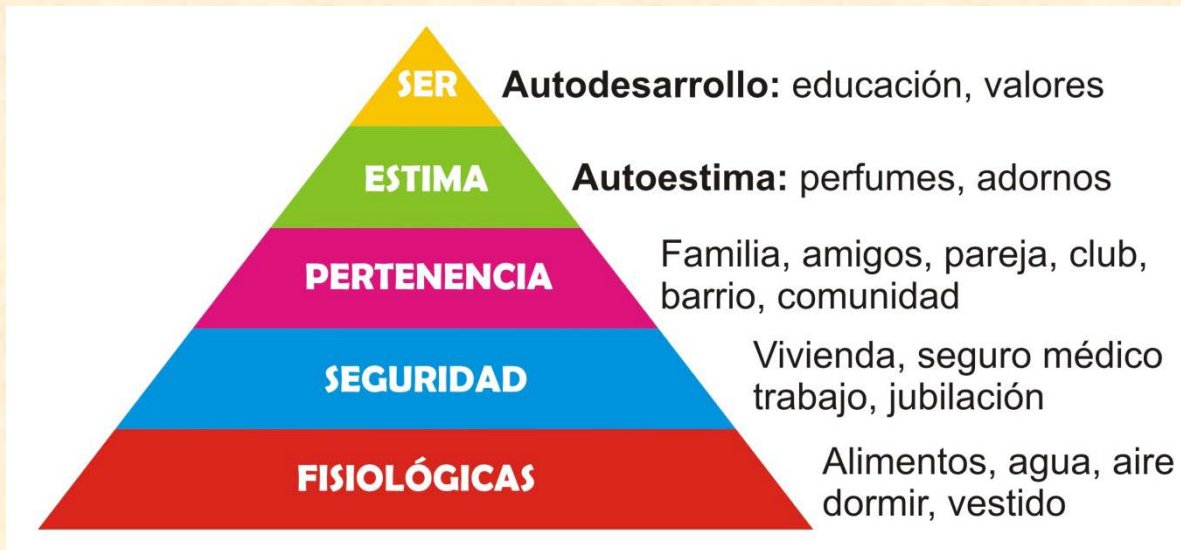 SER
Autodesarrollo: educación, valores
ESTIMA
Autoestima: perfumes, adornos
PERTENENCIA
Familia, amigos, pareja, club,
barrio, comunidad
SEGURIDAD
Vivienda, seguro médico
trabajo, jubilación
FISIOLÓGICAS
Alimentos, agua, aire
dormir, vestido